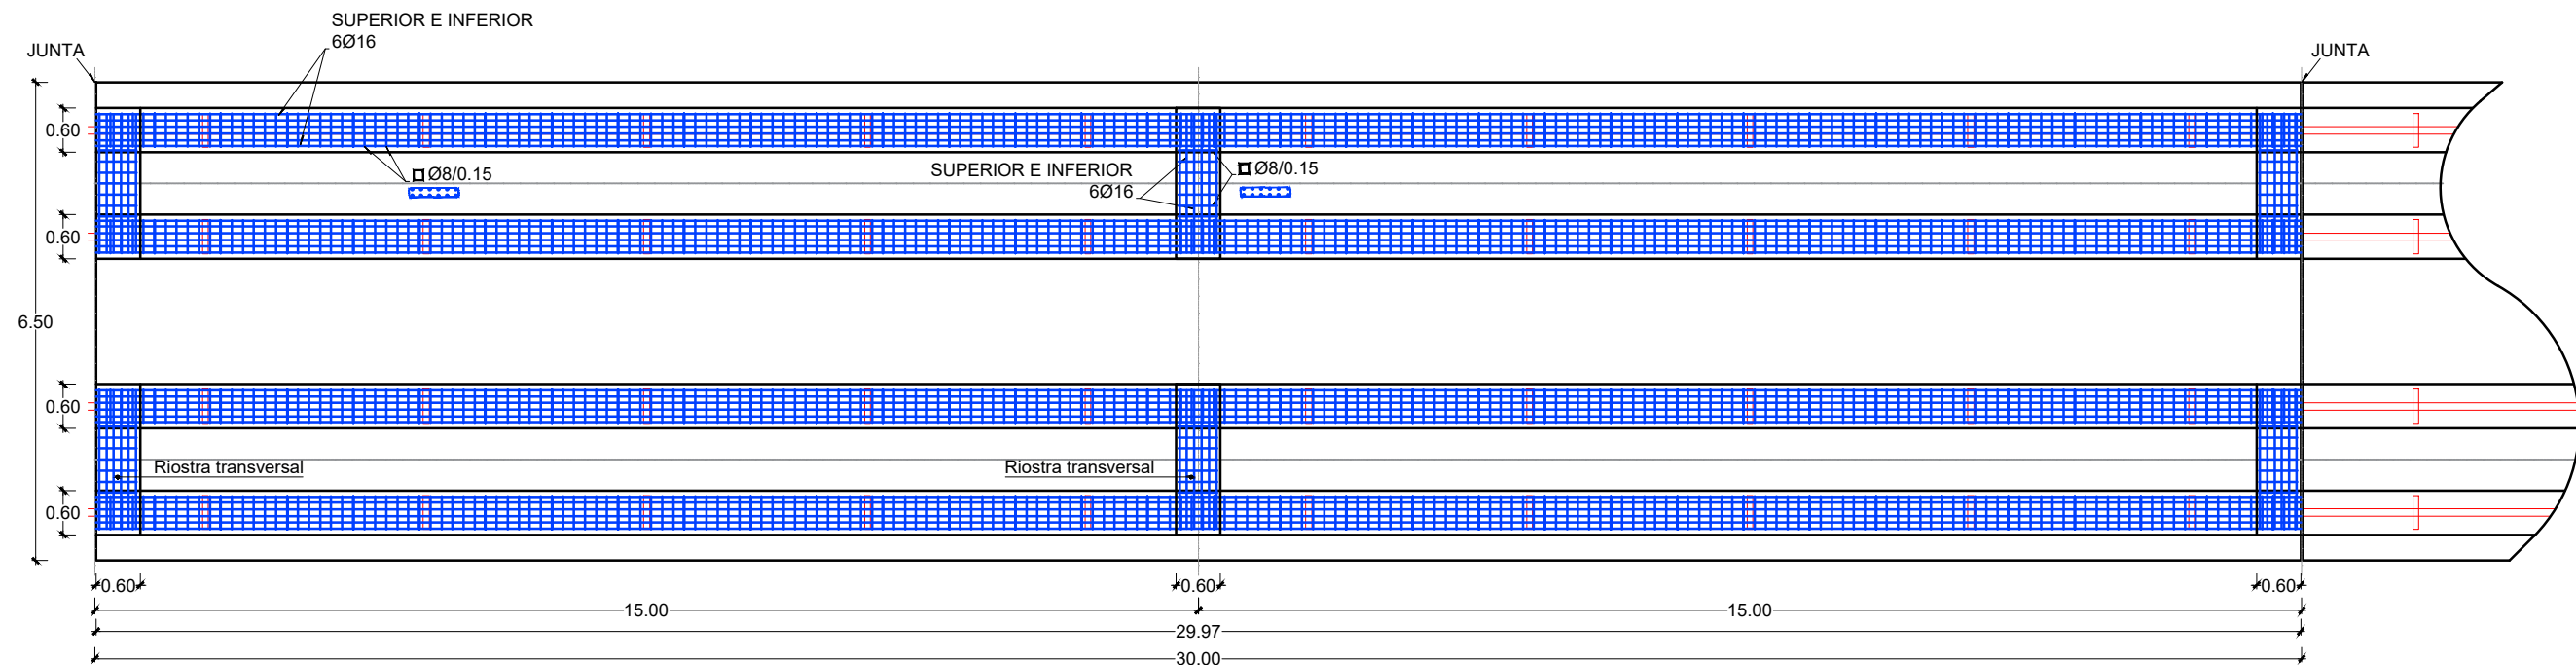 SUPERIOR E INFERIOR
6Ø16
JUNTA
JUNTA
0.60
Ø8/0.15
SUPERIOR E INFERIOR
6Ø16
Ø8/0.15
0.60
6.50
0.60
Riostra transversal
Riostra transversal
0.60
0.60
0.60
0.60
15.00
15.00
29.97
30.00